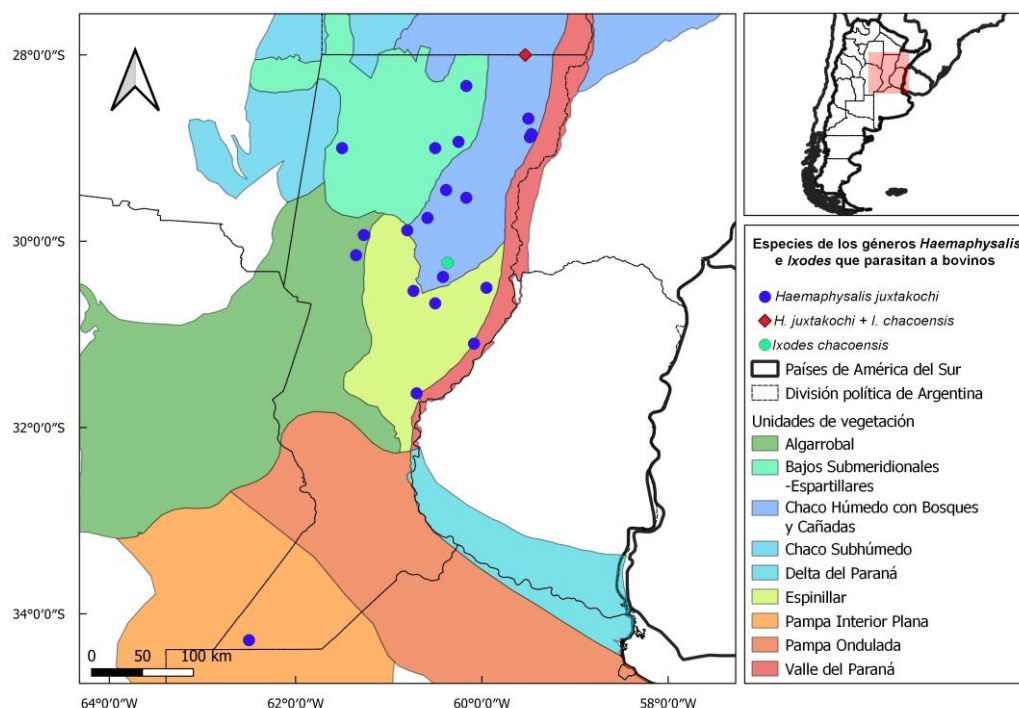 28°0'0"S
30°0'0"S
32°0'0"S
34°0'0"S
0 50 100 km
64°0'0"W
62°0'0"W
60°0'0"W
58°0'0"W
Especies de los géneros Haemaphysalis
e Ixodes que parasitan a bovinos
Haemaphysalis juxtakochi
H. juxtakochi + I. chacoensis
Ixodes chacoensis
Países de América del Sur
División política de Argentina
Unidades de vegetación
Algarrobal
Bajos Submeridionales
-Espartillares
Chaco Húmedo con Bosques
y Cañadas
Chaco Subhúmedo
Delta del Paraná
Espinillar
Pampa Interior Plana
Pampa Ondulada
Valle del Paraná